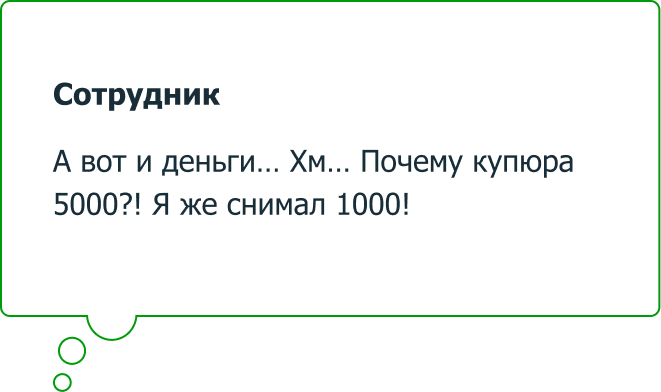 Сотрудник
А вот и деньги... Хм... Почему купюра
5000?! Я же снимал 1000!